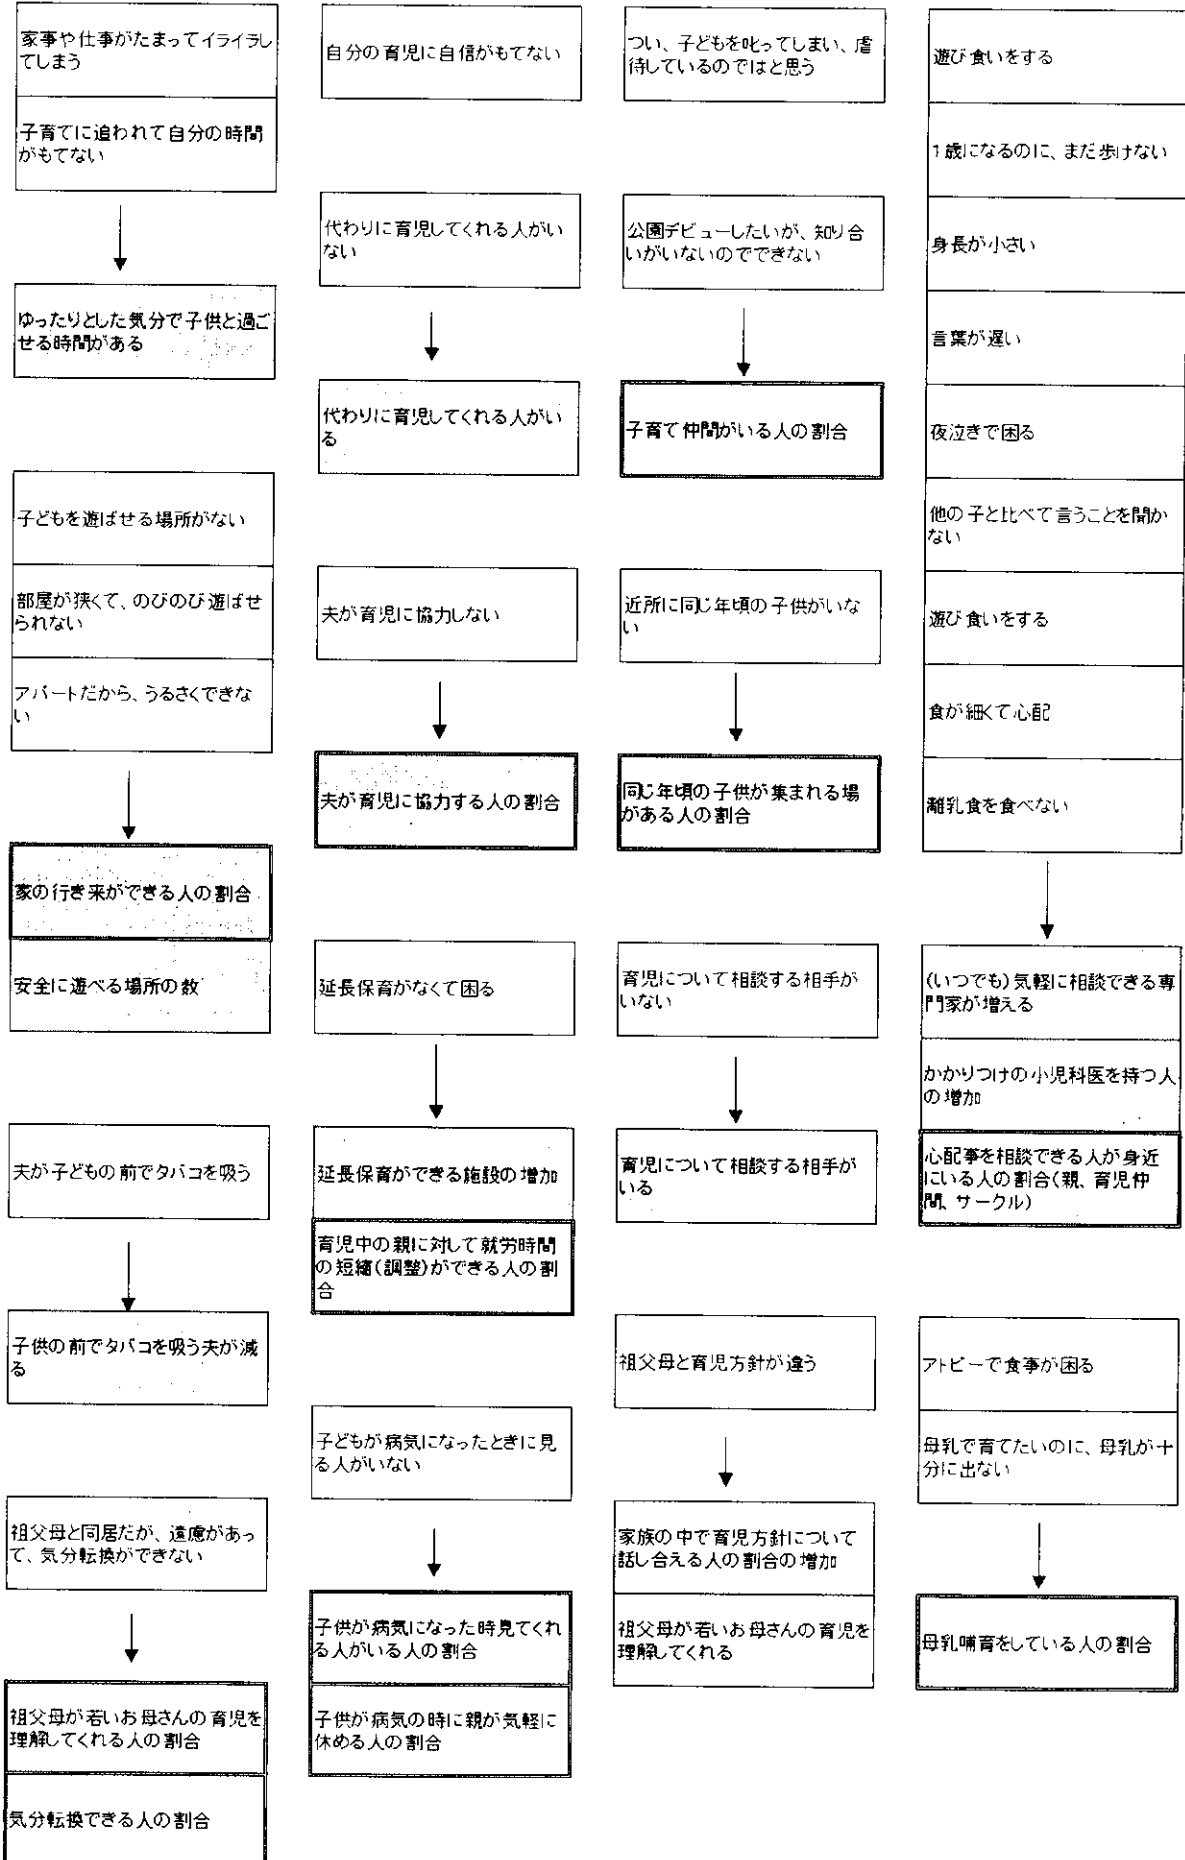 家事や仕事がたまってイライラし
てしまう
子育てに追われて自分の時間
がもてない
ゆったりとした気分で子供と過ご
せる時間がある
子どもを遊ばせる場所がない
部屋が狭くて、のびのび遊ばせ
られない
アパートだから、うるさくできな
い
家の行き来ができる人の割合
安全に遊べる場所の数
夫が子どもの前でタバコを吸う
子供の前でタバコを吸う夫が減
る
祖父母と同居だが、遠慮があっ
て、気分転換ができない
祖父母が若いお母さんの育児を
理解してくれる人の割合
気分転換できる人の割合
自分の育児に自信がもてない
代わりに育児してくれる人がい
ない
代わりに育児してくれる人がい
る
夫が育児に協力しない
夫が育児に協力する人の割合
延長保育がなくて困る
延長保育ができる施設の増加
育児中の親に対して就労時間
の短縮(調整)ができる人の割
合
子どもが病気になったときに見
る人がいない
子供が病気になった時見てくれ
る人がいる人の割合
子供が病気の時に親が気軽に
休める人の割合
つい、子どもを叱ってしまい、虐
待しているのではと思う
公園デビューしたいが、知り合
いがいないのでできない
子育て仲間がいる人の割合
近所に同じ年頃の子供がいな
い
同じ年頃の子供が集まれる場
がある人の割合
育児について相談する相手が
いない
育児について相談する相手が
いる
祖父母と育児方針が違う
家族の中で育児方針について
話し合える人の割合の増加
祖父母が若いお母さんの育児を
理解してくれる
遊び食いをする
1歳になるのに、まだ歩けない
身長が小さい
言葉が遅い
夜泣きで困る
他の子と比べて言うことを聞か
ない
遊び食いをする
食が細くて心配
離乳食を食べない
(いつでも)気軽に相談できる専
門家が増える
かかりつけの小児科医を持つ人
の増加
心配事を相談できる人が身近
にいる人の割合(親、育児仲
間、サークル)
アトピーで食事が困る
母乳で育てたいのに、母乳が十
分に出ない
母乳哺育をしている人の割合